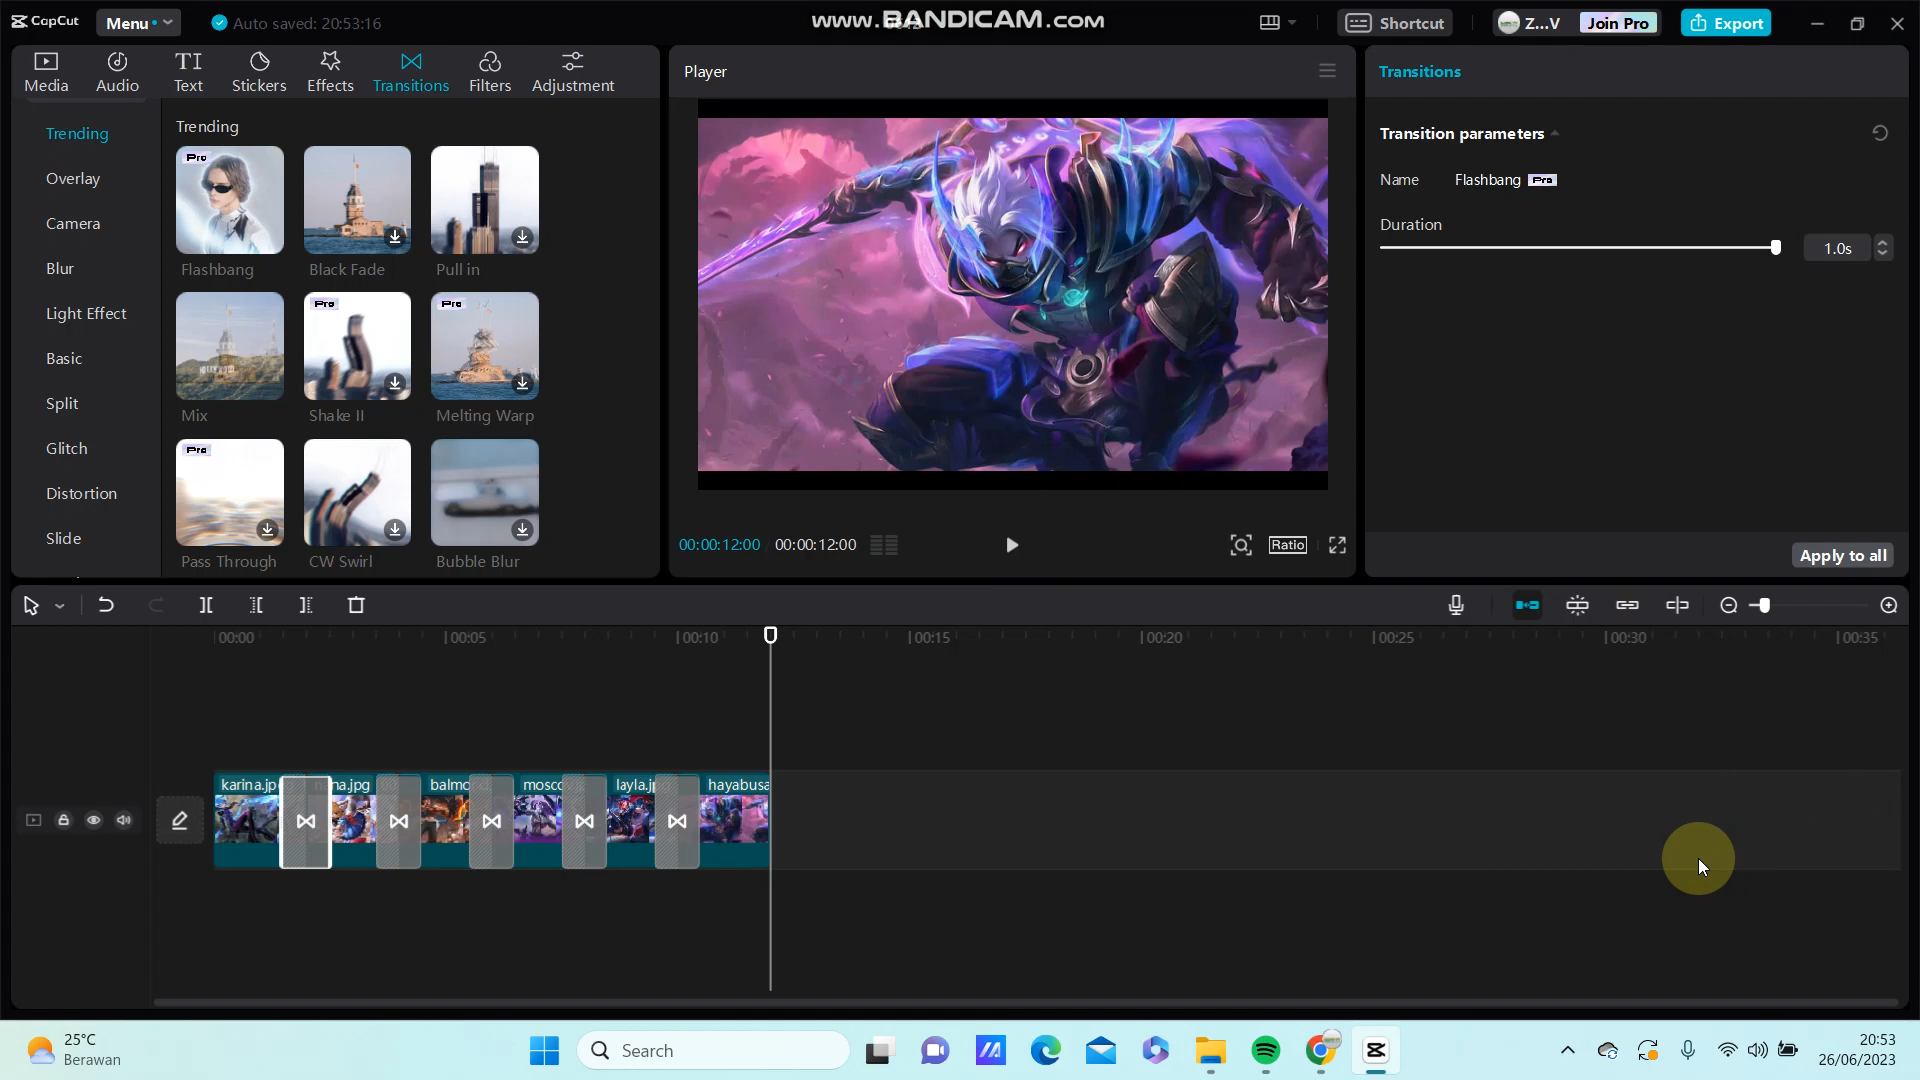 CapCut
Menu
Auto saved: 20:53:16
www.BANDICAM.com
Shortcut
Z...V
Join Pro
Export
Media
Audio
Text
Stickers
Effects
Transitions
Filters
Adjustment
Player
Transitions
Trending
Overlay
Camera
Blur
Light Effect
Basic
Split
Glitch
Distortion
Slide
Trending
Pro
Flashbang
Black Fade
Pull in
Mix
Pro
Shake II
Pro
Melting Warp
Pro
Pass Through
CW Swirl
Bubble Blur
00:00:12:00
00:00:12:00
Ratio
Transition parameters
Name
Flashbang
Pro
Duration
1.0s
Apply to all
00:00
00:05
00:10
00:15
00:20
00:25
00:30
00:35
karina.jp
na.jpg
balmo
mosco
layla.jp
hayabusa
25°C
Berawan
Search
20:53
26/06/2023